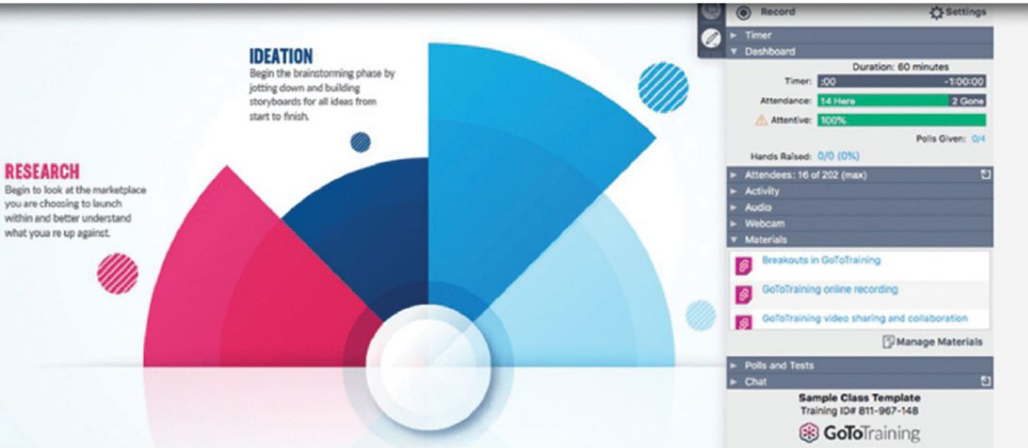 IDEATION
Begin the brainstorming phase by
jotting down and building
storyboards for all ideas from
start to finish.
RESEARCH
Begin to look at the marketplace
you are choosing to launch
within and better understand
what youa re up against.
Record
Settings
Timer
Dashboard
Duration: 60 minutes
Timer: :00 -1:00:00
Attendance: 14 Here 2 Gone
Attentive: 100%
Polls Given: 0/4
Hands Raised: 0/0 (0%)
Attendees: 16 of 202 (max)
Activity
Audio
Webcam
Materials
Breakouts in GoToTraining
GoToTraining online recording
GoToTraining video sharing and collaboration
Manage Materials
Polls and Tests
Chat
Sample Class Template
Training ID# 811-967-148
GoToTraining